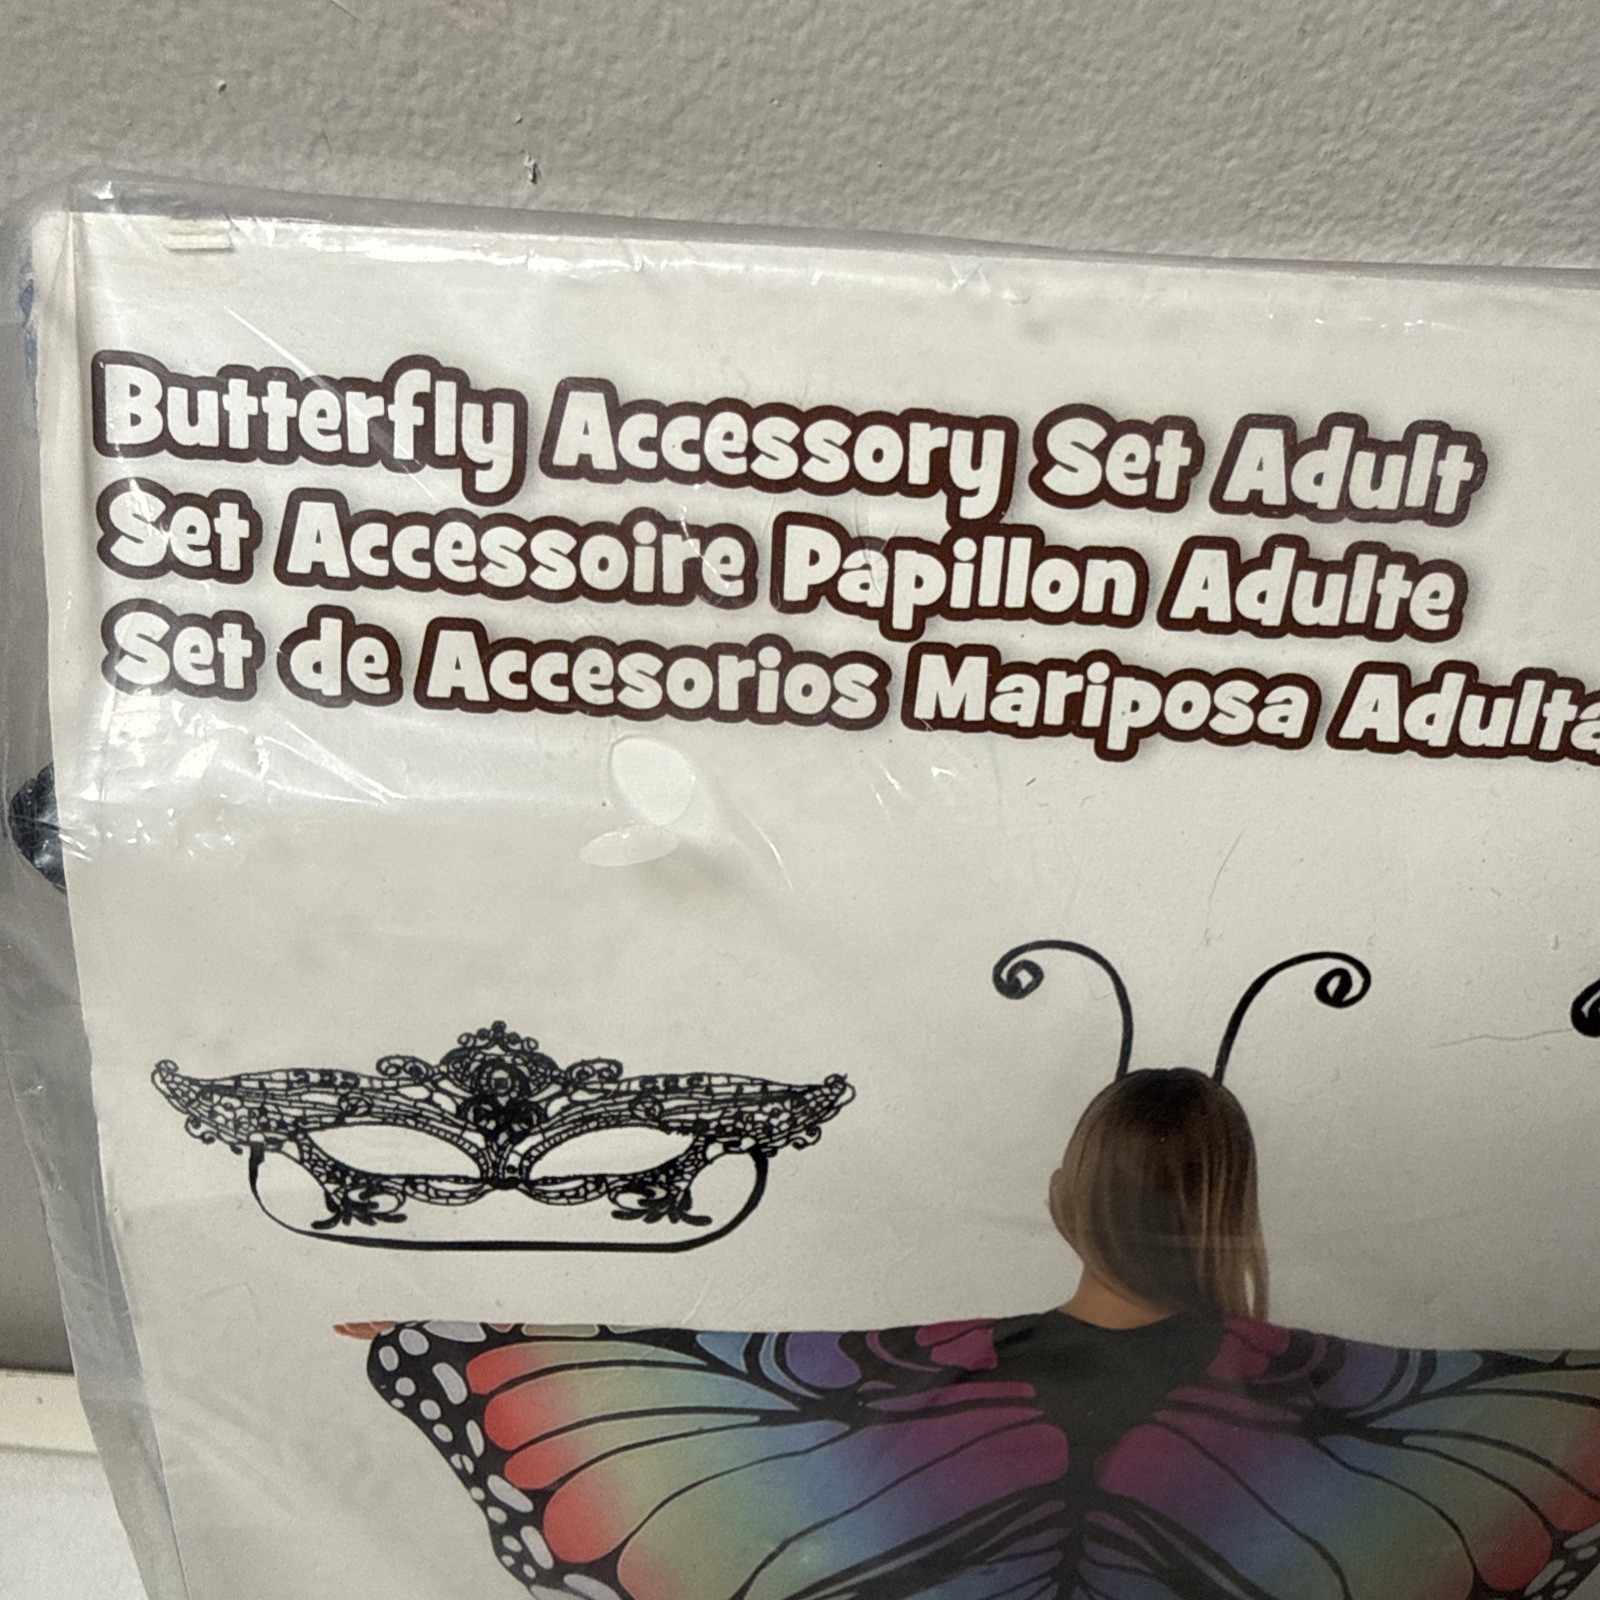 Butterfly Accessory Set Adult
Set Accessoire Papillon Adulte
Set de Accesorios Mariposa Adulta